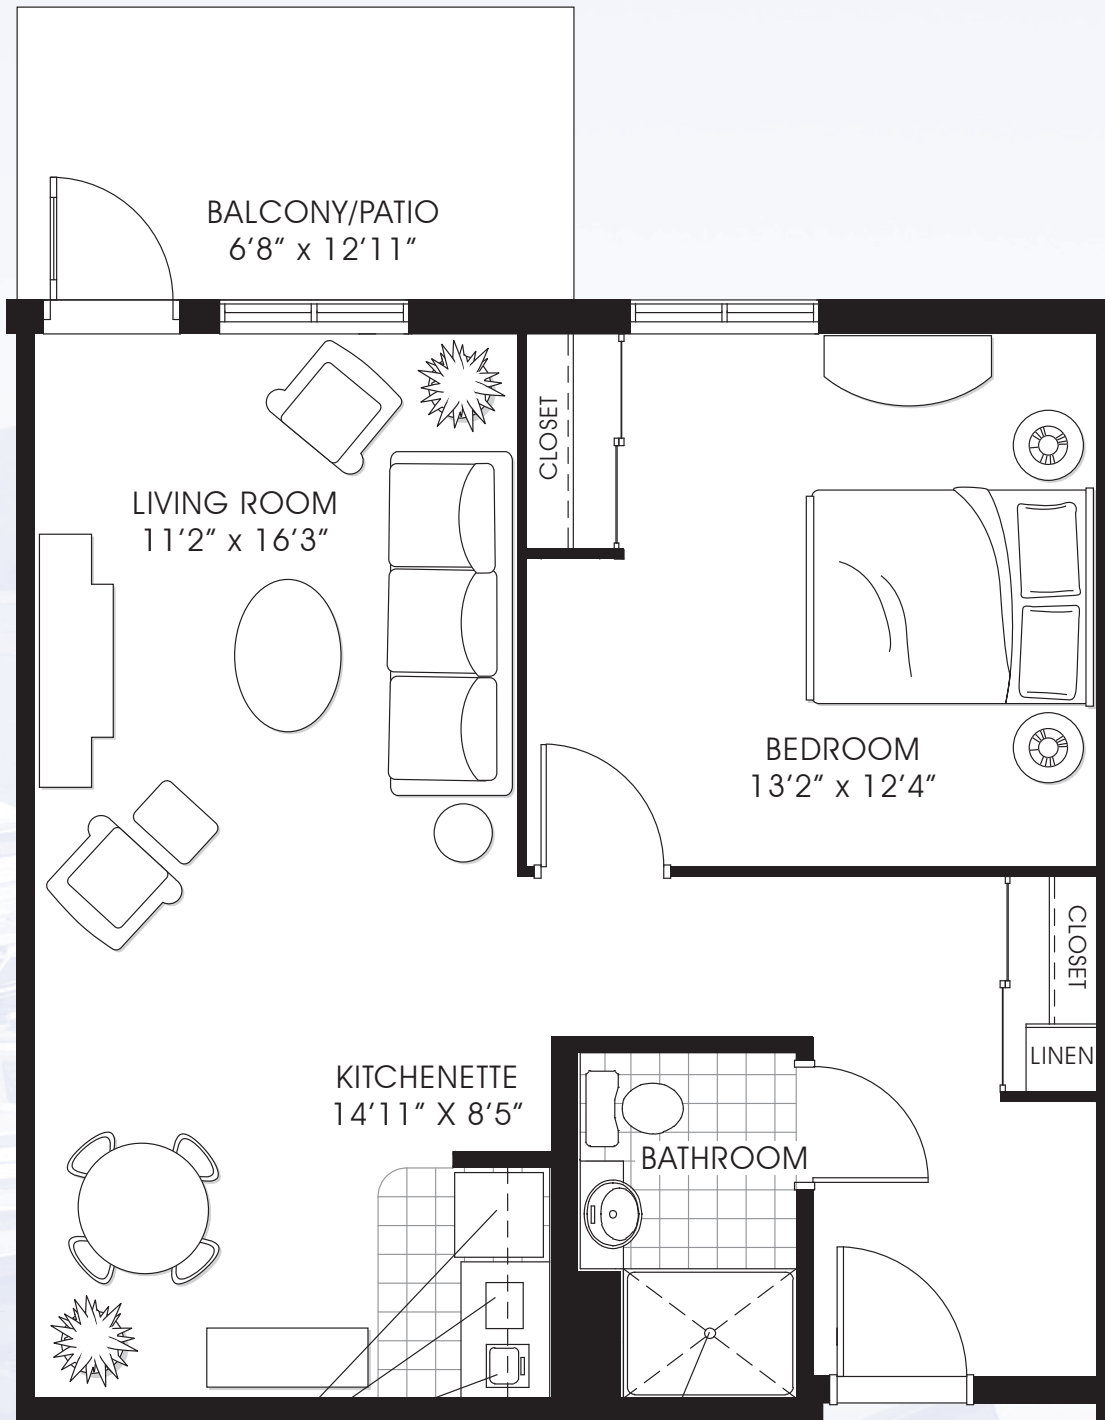 BALCONY/PATIO
6'8" x 12'11"
LIVING ROOM
11'2" x 16'3"
CLOSET
BEDROOM
13'2" x 12'4"
CLOSET
LINEN
KITCHENETTE
14'11" X 8'5"
BATHROOM